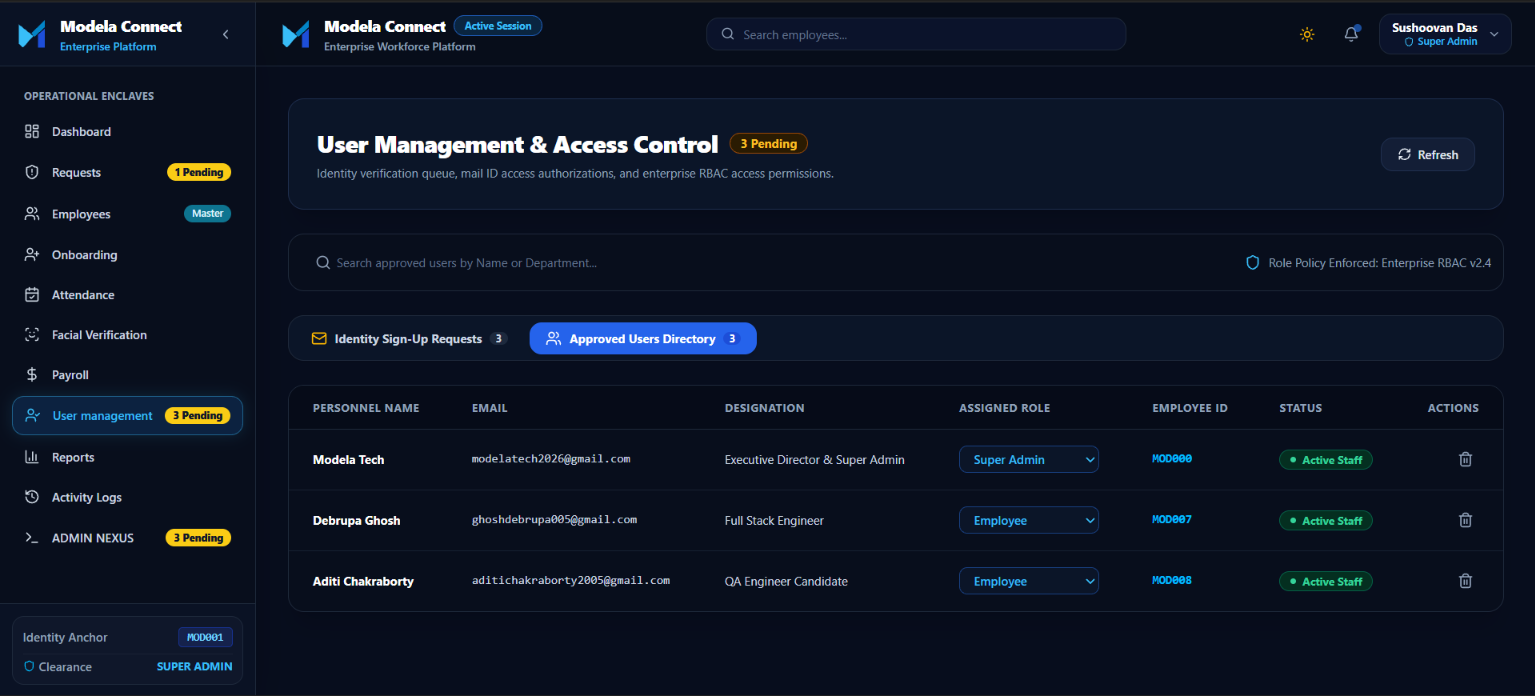 Modela Connect
Enterprise Platform
OPERATIONAL ENCLAVES
Dashboard
Requests 1 Pending
Employees Master
Onboarding
Attendance
Facial Verification
Payroll
User management 3 Pending
Reports
Activity Logs
ADMIN NEXUS 3 Pending
Identity Anchor MOD001
Clearance SUPER ADMIN
Modela Connect Active Session
Enterprise Workforce Platform
Search employees...
Sushoovan Das
Super Admin
User Management & Access Control 3 Pending
Identity verification queue, mail ID access authorizations, and enterprise RBAC access permissions.
Refresh
Search approved users by Name or Department...
Role Policy Enforced: Enterprise RBAC v2.4
Identity Sign-Up Requests 3
Approved Users Directory 3
PERSONNEL NAME EMAIL DESIGNATION ASSIGNED ROLE EMPLOYEE ID STATUS ACTIONS
Modela Tech modelatech2026@gmail.com Executive Director & Super Admin Super Admin MOD000 Active Staff
Debrupa Ghosh ghoshdebrupa005@gmail.com Full Stack Engineer Employee MOD007 Active Staff
Aditi Chakraborty aditichakraborty2005@gmail.com QA Engineer Candidate Employee MOD008 Active Staff